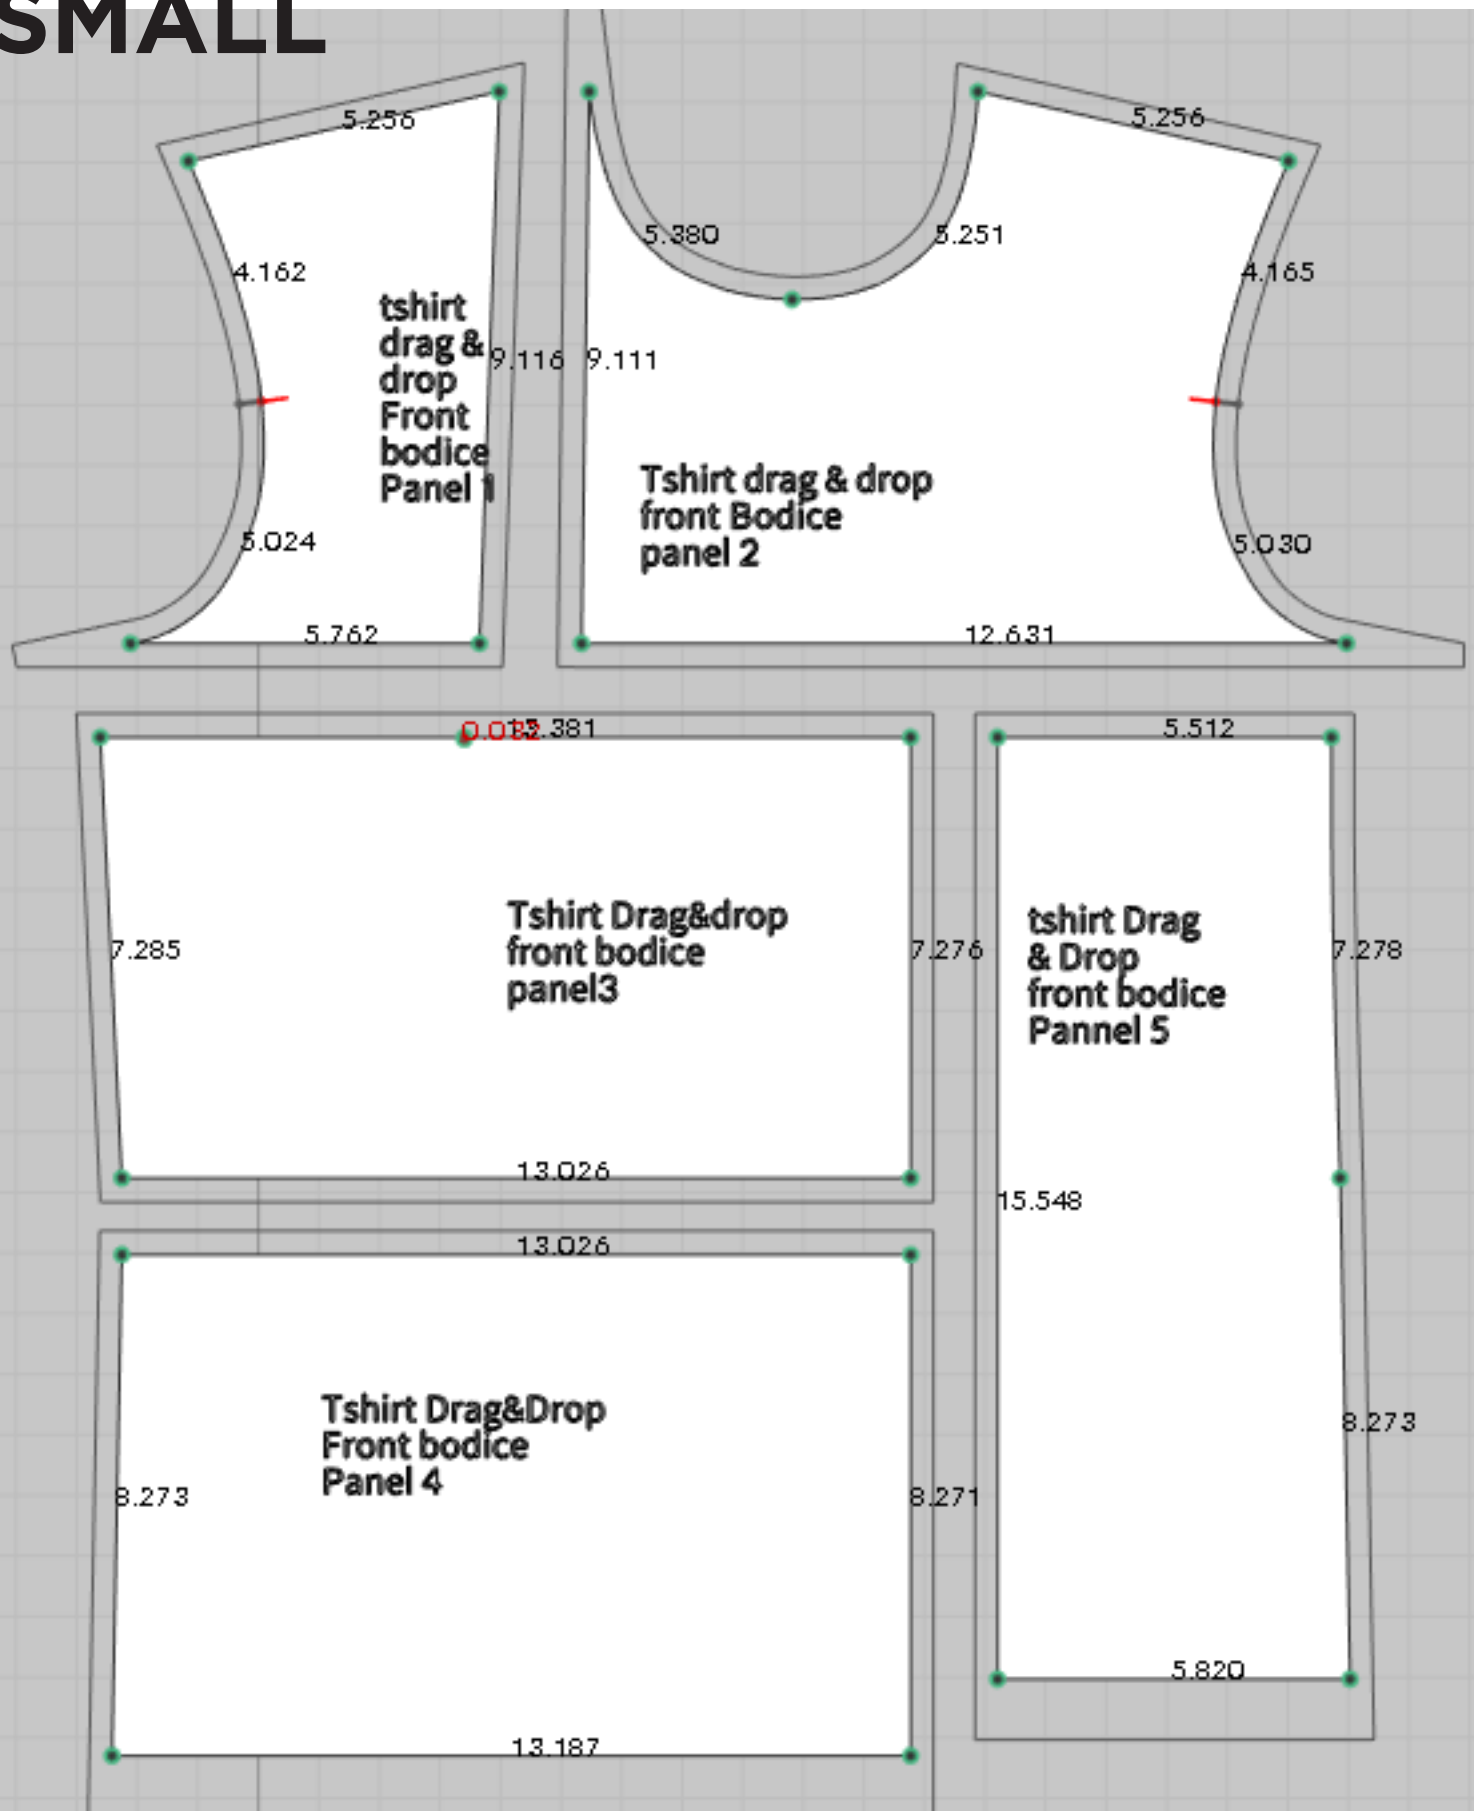 SMALL
5.256
5.256
5.380
5.251
4.162
4.165
tshirt
drag &
drop
Front
bodice
Panel 1
9.116
9.111
Tshirt drag & drop
front Bodice
panel 2
5.024
5.030
5.762
12.631
13.381
5.512
Tshirt Drag&drop
front bodice
panel3
tshirt Drag
& Drop
front bodice
Pannel 5
7.285
7.276
7.278
13.026
15.548
13.026
Tshirt Drag&Drop
Front bodice
Panel 4
8.273
8.271
8.273
5.820
13.187